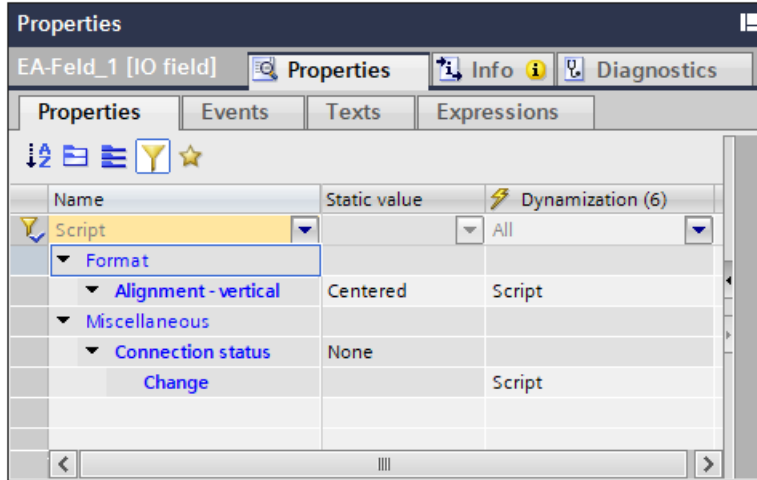 Properties
EA-Feld_1 [IO field] Properties Info Diagnostics
Properties Events Texts Expressions
Name Static value Dynamization (6)
Script All
Format
Alignment - vertical Centered Script
Miscellaneous
Connection status None
Change Script